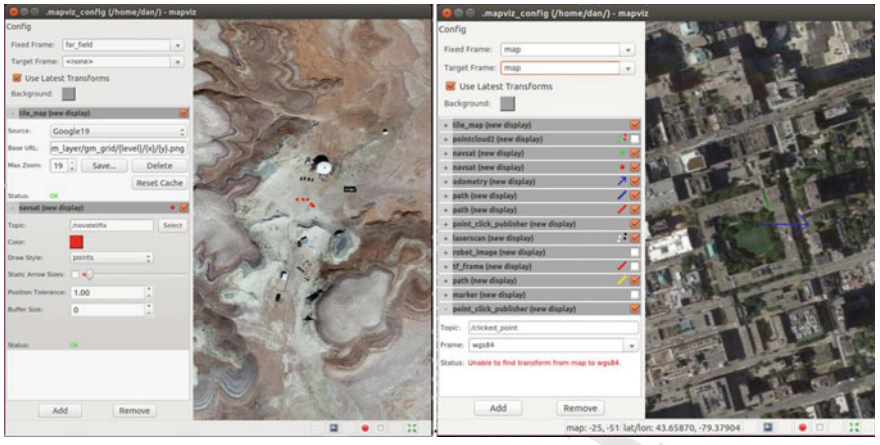 .mapviz_config (/home/dan/) - mapviz
Config
Fixed Frame: far_field
Target Frame: <none>
Use Latest Transforms
Background:
- tile_map (new display)
Source: Google19
Base URL: m_layer/gm_grid/{level}/{x}/{y}.png
Max Zoom: 19 Save... Delete
Reset Cache
Status: OK
- navsat (new display)
Topic: /novatel/fix Select
Color:
Draw Style: points
Static Arrow Sizes:
Position Tolerance: 1.00
Buffer Size: 0
Status: OK
Add Remove
.mapviz_config (/home/dan/) - mapviz
Config
Fixed Frame: map
Target Frame: map
Use Latest Transforms
Background:
+ tile_map (new display)
+ pointcloud2 (new display)
+ navsat (new display)
+ navsat (new display)
+ odometry (new display)
+ path (new display)
+ path (new display)
+ point_click_publisher (new display)
+ laserscan (new display)
+ robot_image (new display)
+ tf_frame (new display)
+ path (new display)
+ marker (new display)
- point_click_publisher (new display)
Topic: /clicked_point
Frame: wgs84
Status: Unable to find transform from map to wgs84.
Add Remove
map: -25, -51 lat/lon: 43.65870, -79.37904